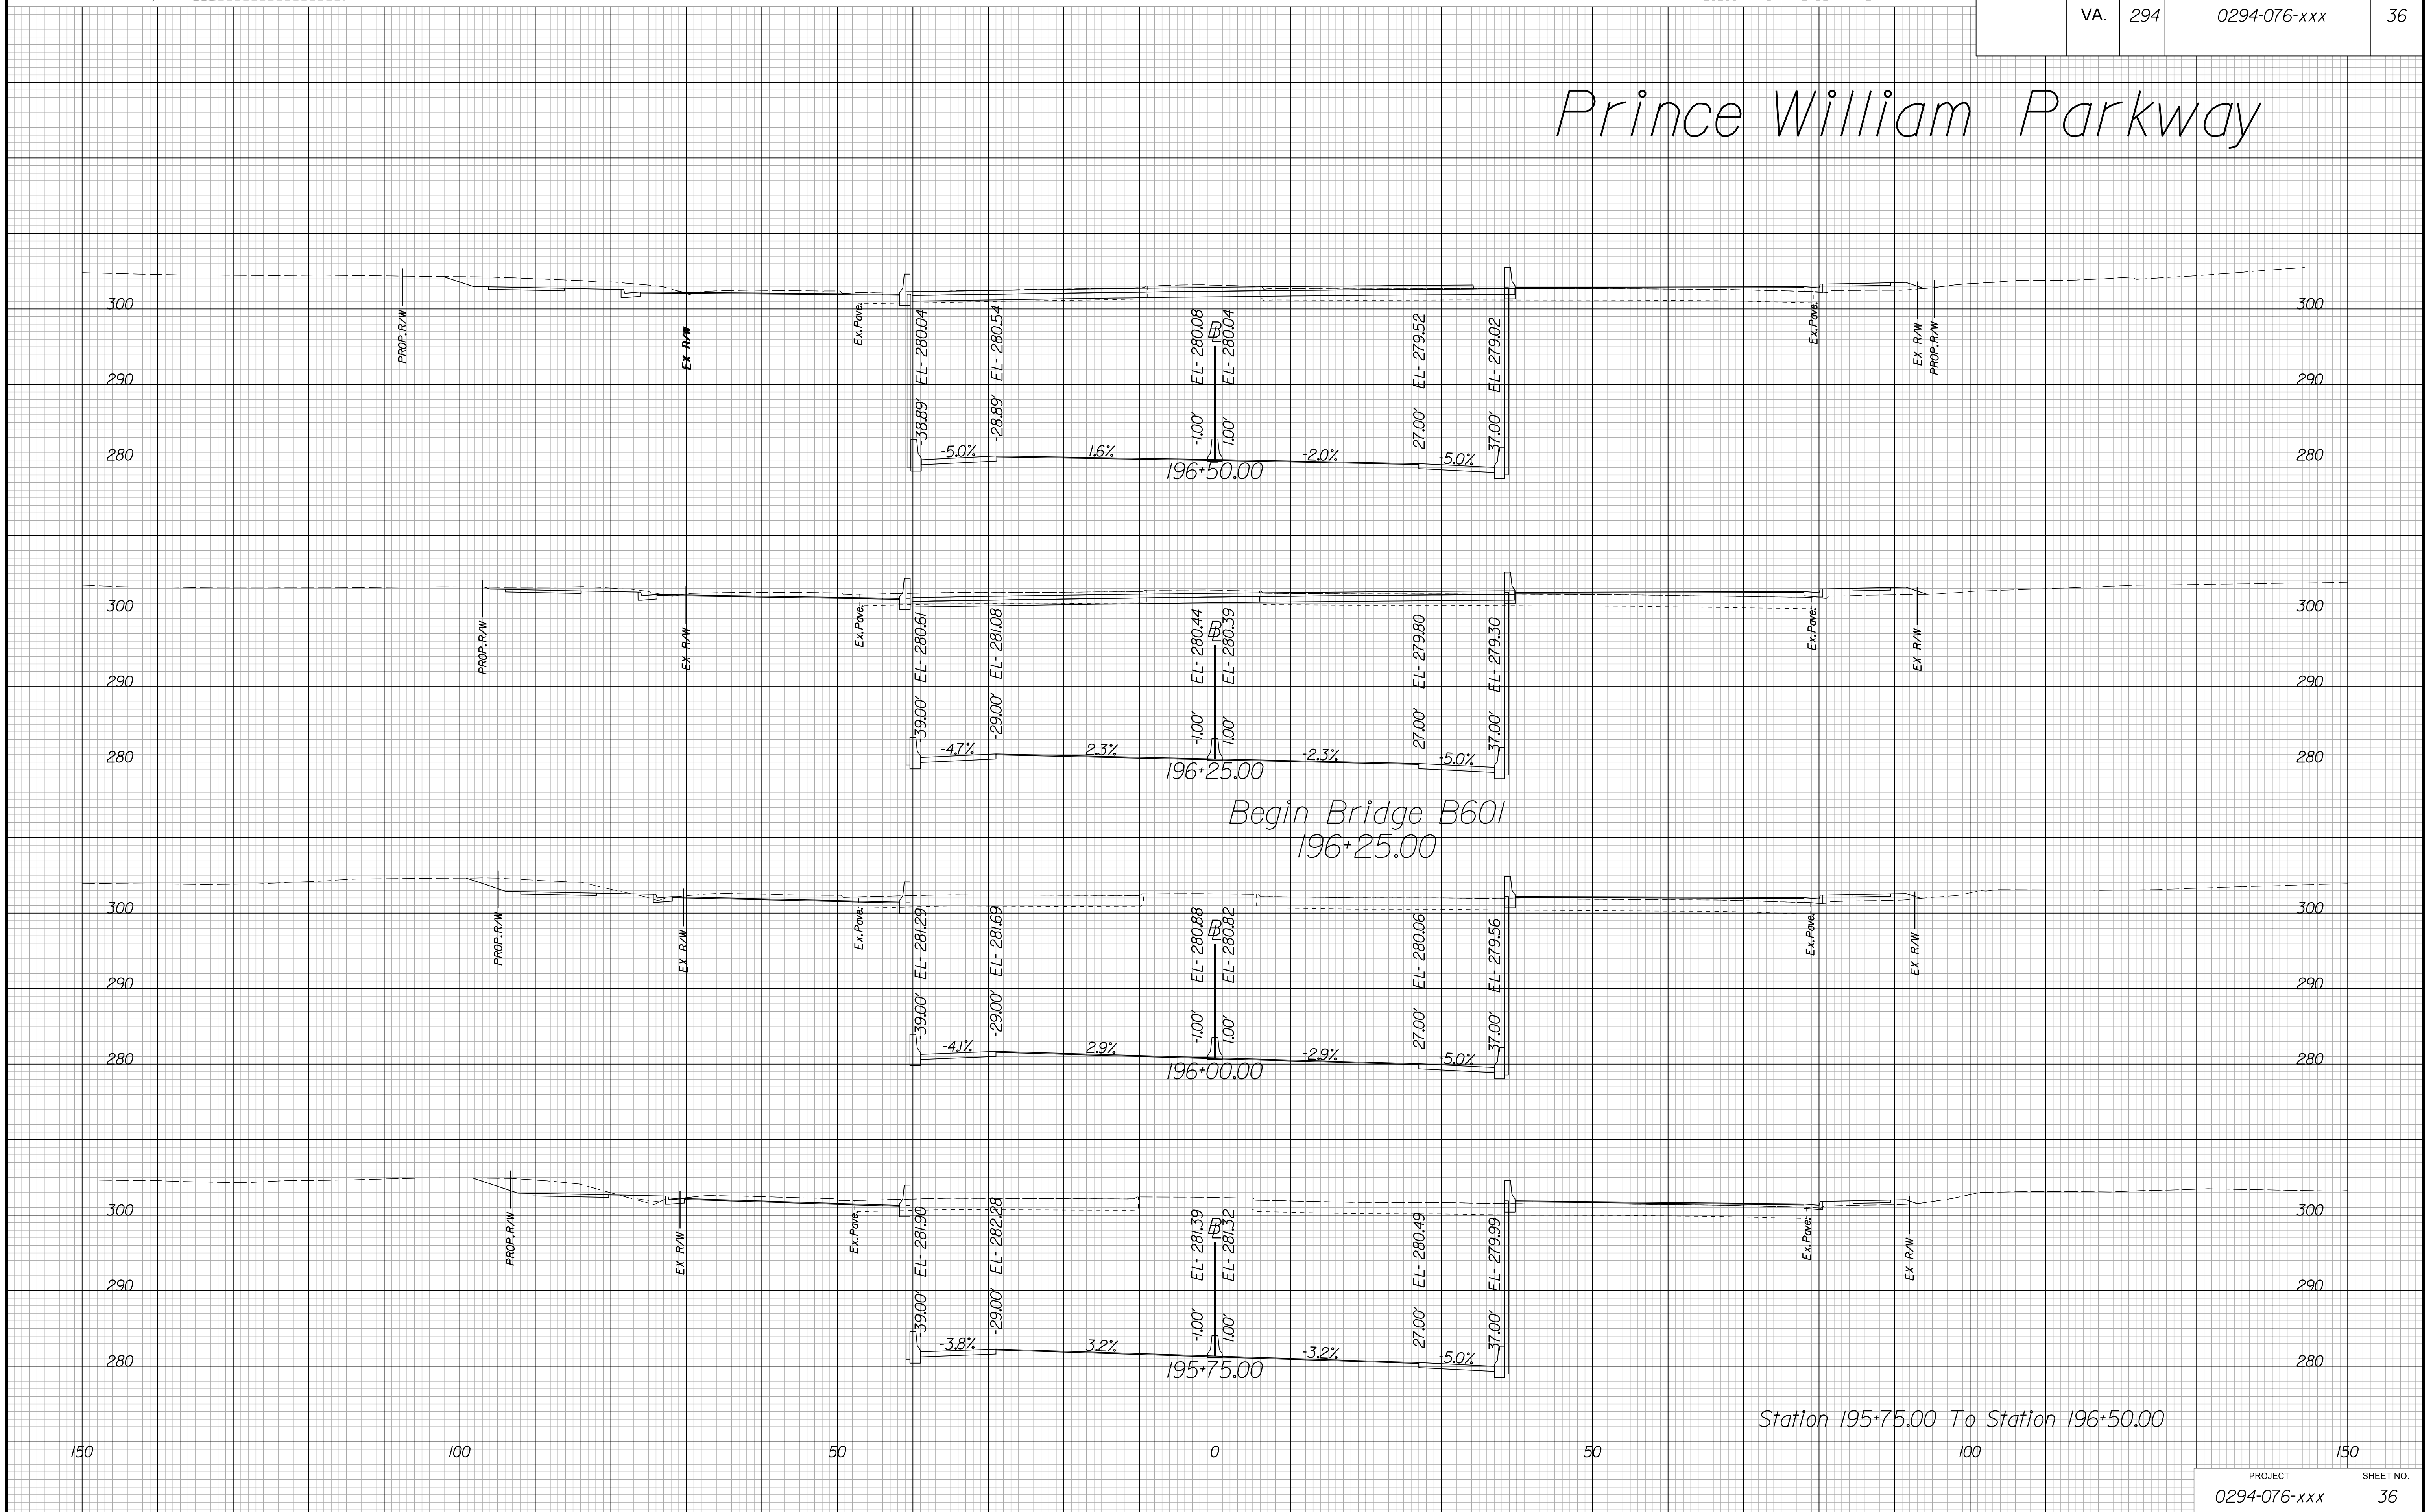 VA. 294 0294-076-xxx 36
Prince William Parkway
300 300
290 290
280 280
PROP. R/W
EX R/W
Ex. Pave.
-38.89' EL- 280.04
-28.89' EL- 280.54
-1.00' EL- 280.08
B
1.00' EL- 280.04
27.00' EL- 279.52
37.00' EL- 279.02
Ex. Pave.
EX R/W
PROP. R/W
-5.0% 1.6% -2.0% -5.0%
196+50.00
300 300
290 290
280 280
PROP. R/W
EX R/W
Ex. Pave.
-39.00' EL- 280.61
-29.00' EL- 281.08
-1.00' EL- 280.44
B
1.00' EL- 280.39
27.00' EL- 279.80
37.00' EL- 279.30
Ex. Pave.
EX R/W
-4.7% 2.3% -2.3% -5.0%
196+25.00
Begin Bridge B601
196+25.00
300 300
290 290
280 280
PROP. R/W
EX R/W
Ex. Pave.
-39.00' EL- 281.29
-29.00' EL- 281.69
-1.00' EL- 280.88
B
1.00' EL- 280.82
27.00' EL- 280.06
37.00' EL- 279.56
Ex. Pave.
EX R/W
-4.1% 2.9% -2.9% -5.0%
196+00.00
300 300
290 290
280 280
PROP. R/W
EX R/W
Ex. Pave.
-39.00' EL- 281.90
-29.00' EL- 282.28
-1.00' EL- 281.39
B
1.00' EL- 281.32
27.00' EL- 280.49
37.00' EL- 279.99
Ex. Pave.
EX R/W
-3.8% 3.2% -3.2% -5.0%
195+75.00
Station 195+75.00 To Station 196+50.00
150 100 50 0 50 100 150
PROJECT SHEET NO.
0294-076-xxx 36